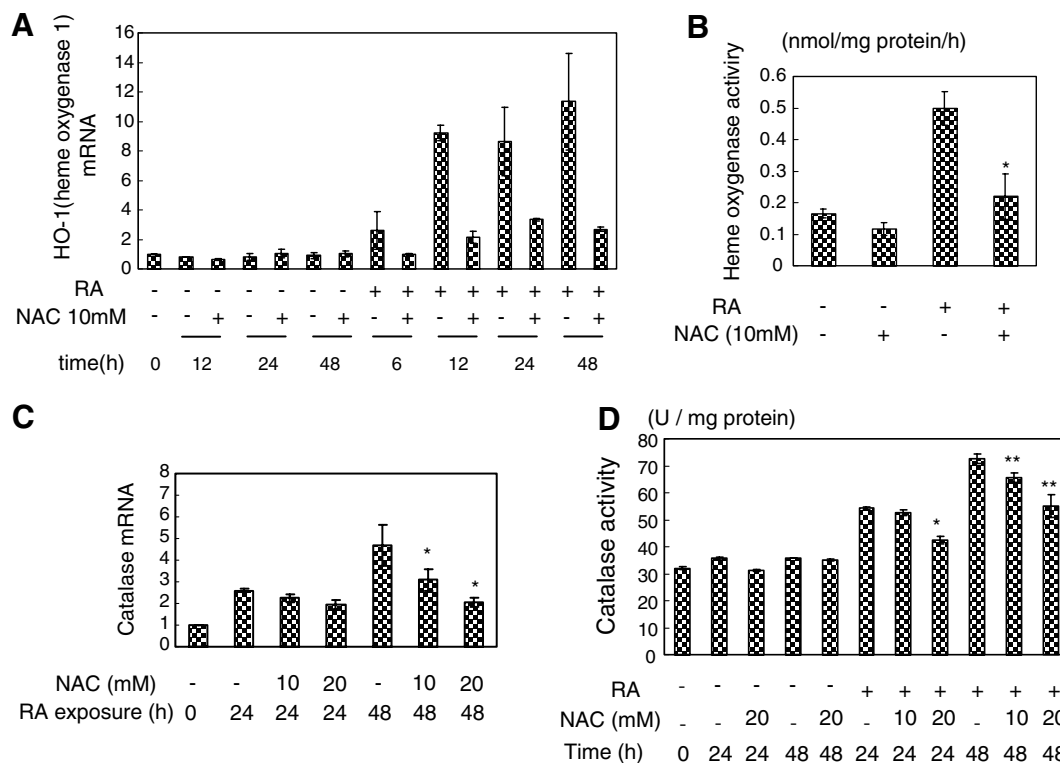 A
HO-1(heme oxygenase 1)
mRNA
16
14
12
10
8
6
4
2
0
RA - - - - - - - + + + + + + + +
NAC 10mM - - + - + - + - + - + - + - +
time(h) 0 12 24 48 6 12 24 48
B
(nmol/mg protein/h)
Heme oxygenase activiry
0.6
0.5
0.4
0.3
0.2
0.1
0
*
RA - - + +
NAC (10mM) - + - +
C
Catalase mRNA
8
7
6
5
4
3
2
1
0
* *
NAC (mM) - - 10 20 - 10 20
RA exposure (h) 0 24 24 24 48 48 48
D
(U / mg protein)
Catalase activity
80
70
60
50
40
30
20
10
0
* ** **
RA - - - - - + + + + + +
NAC (mM) - - 20 - 20 - 10 20 - 10 20
Time (h) 0 24 24 48 48 24 24 24 48 48 48